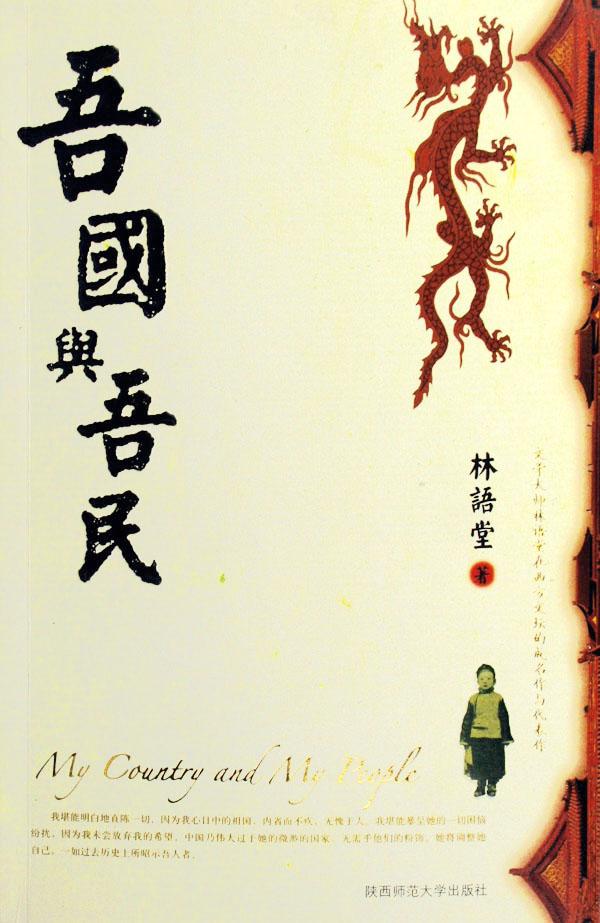 吾國與吾民
林語堂 著
文学大师林语堂在西方文坛的成名作与代表作
My Country and My People
我堪能明白地直陈一切，因为我心目中的祖国，内省而不疚，无愧于人。我堪能暴呈她的一切困恼
纷扰，因为我未尝放弃我的希望。中国乃伟大过于她的微渺的国家，无需乎他们的粉饰。她将调整她
自己，一如过去历史上所昭示吾人者。
陕西师范大学出版社